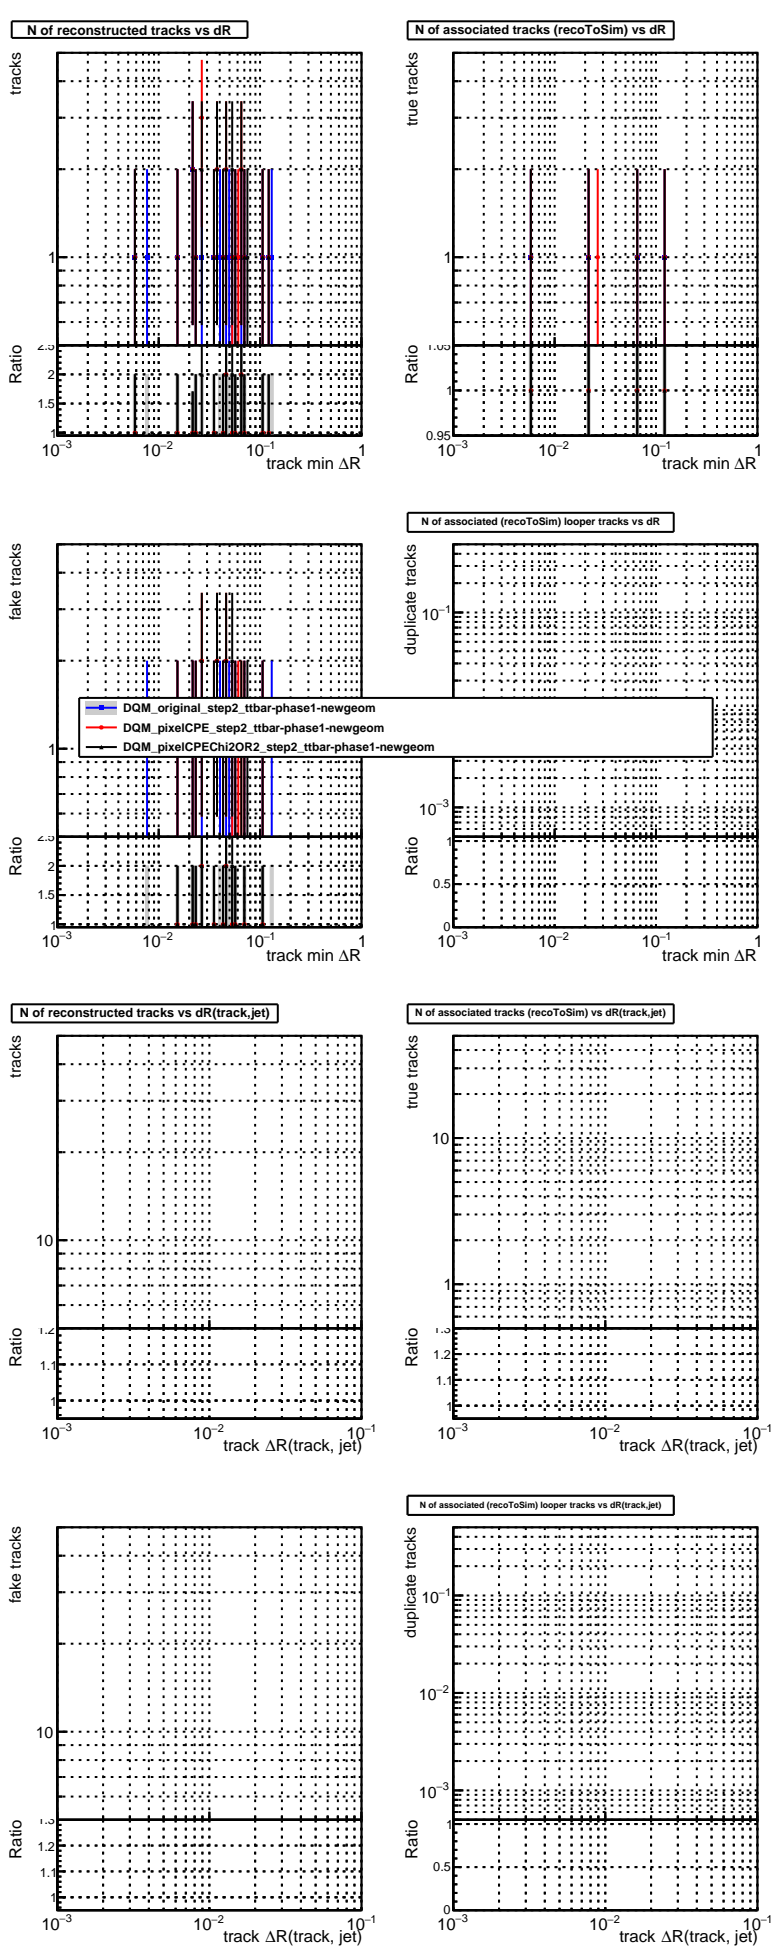 N of reconstructed tracks vs dR
tracks
1
Ratio
2.5
2
1.5
1
10−3
10−2
10−1
1
track min ΔR
N of associated tracks (recoToSim) vs dR
true tracks
1
Ratio
1.05
1
0.95
10−3
10−2
10−1
1
track min ΔR
fake tracks
1
Ratio
2.5
2
1.5
1
10−3
10−2
10−1
1
track min ΔR
N of associated (recoToSim) looper tracks vs dR
duplicate tracks
10−1
10−3
Ratio
1
0.5
0
10−3
10−2
10−1
1
track min ΔR
DQM_original_step2_ttbar-phase1-newgeom
DQM_pixelCPE_step2_ttbar-phase1-newgeom
DQM_pixelCPEChi2OR2_step2_ttbar-phase1-newgeom
N of reconstructed tracks vs dR(track,jet)
tracks
10
Ratio
1.2
1.1
1
10−3
10−2
10−1
track ΔR(track, jet)
N of associated tracks (recoToSim) vs dR(track,jet)
true tracks
10
1
Ratio
1.3
1.2
1.1
1
10−3
10−2
10−1
track ΔR(track, jet)
fake tracks
10
Ratio
1.3
1.2
1.1
1
10−3
10−2
10−1
track ΔR(track, jet)
N of associated (recoToSim) looper tracks vs dR(track,jet)
duplicate tracks
10−1
10−2
10−3
Ratio
1
0.5
0
10−3
10−2
10−1
track ΔR(track, jet)